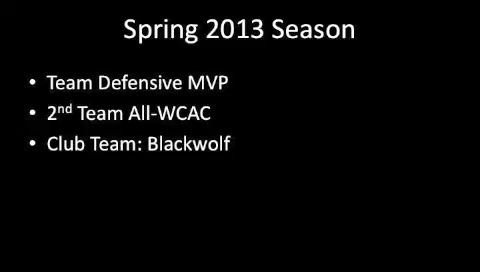 Spring 2013 Season
• Team Defensive MVP
• 2nd Team All-WCAC
• Club Team: Blackwolf